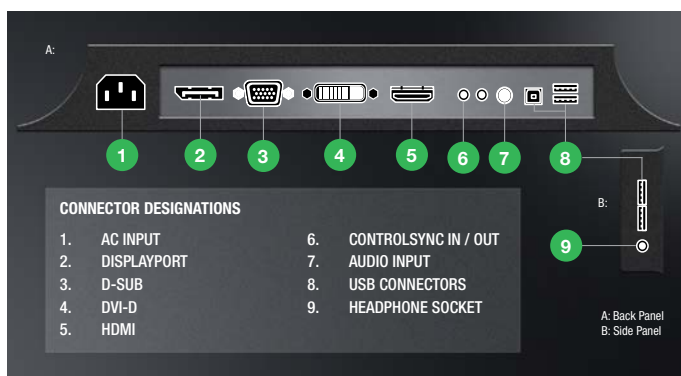 A:
1
2
3
4
5
6
7
8
B:
9
CONNECTOR DESIGNATIONS
1. AC INPUT
2. DISPLAYPORT
3. D-SUB
4. DVI-D
5. HDMI
6. CONTROLSYNC IN / OUT
7. AUDIO INPUT
8. USB CONNECTORS
9. HEADPHONE SOCKET
A: Back Panel
B: Side Panel